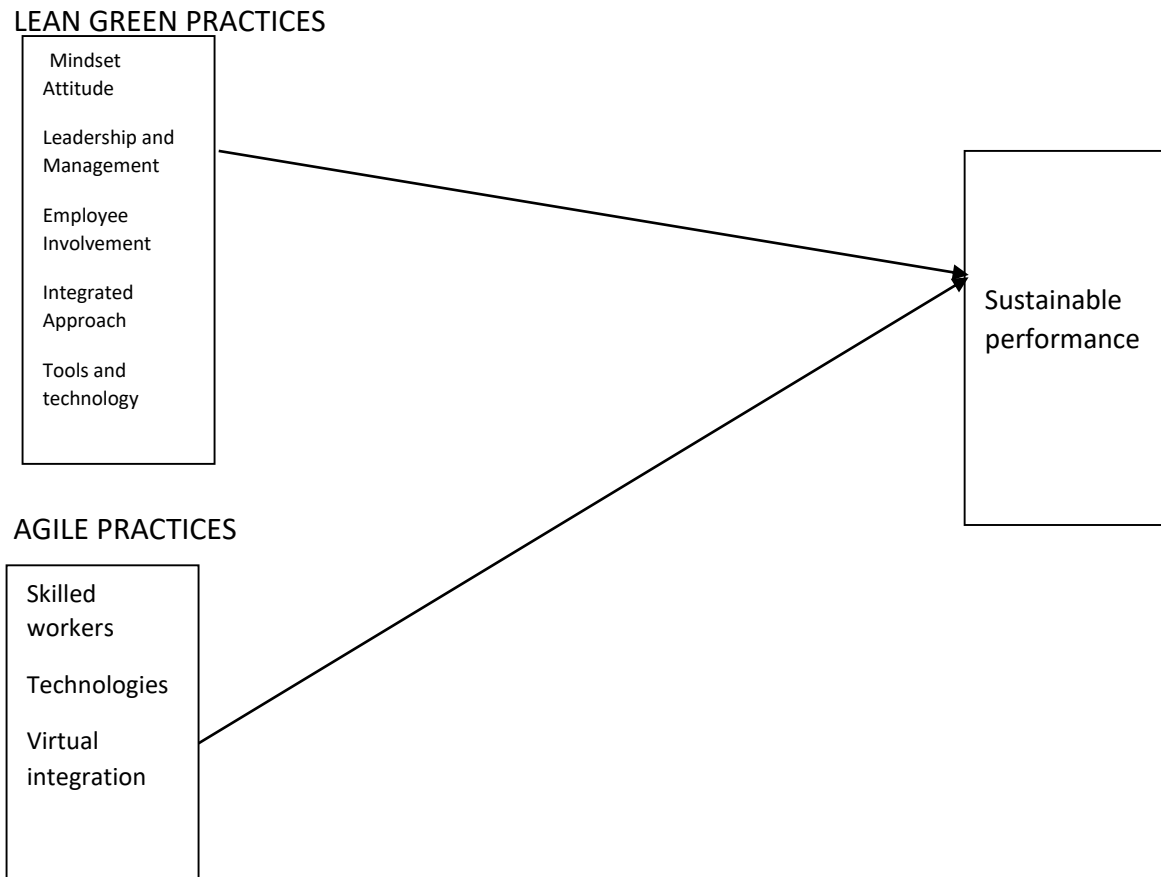 LEAN GREEN PRACTICES
Mindset
Attitude
Leadership and
Management
Employee
Involvement
Integrated
Approach
Tools and
technology
Sustainable
performance
AGILE PRACTICES
Skilled
workers
Technologies
Virtual
integration